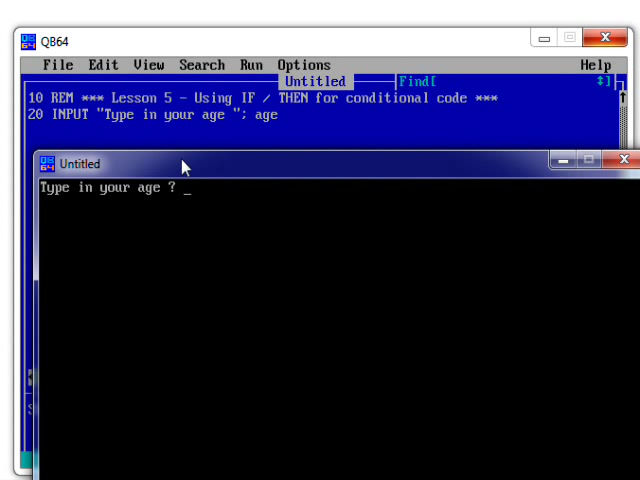 QB64
File Edit View Search Run Options Help
Untitled Find[
10 REM *** Lesson 5 - Using IF / THEN for conditional code ***
20 INPUT "Type in your age "; age
Untitled
Type in your age ? _